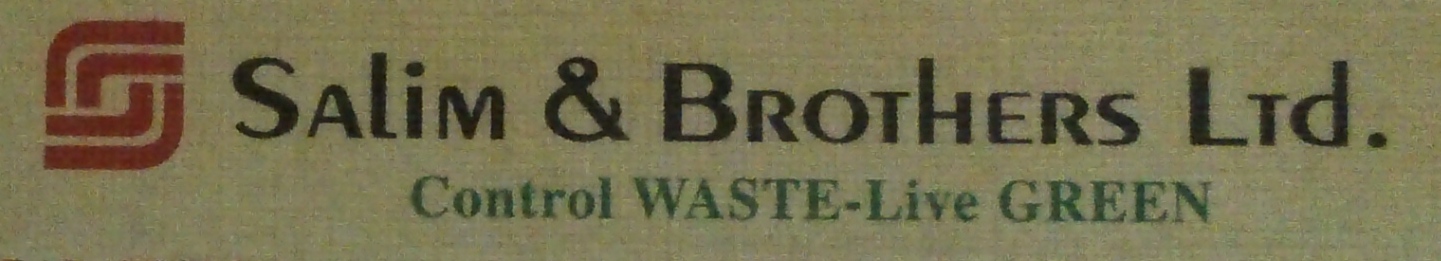 Salim & Brothers Ltd.
Control WASTE-Live GREEN